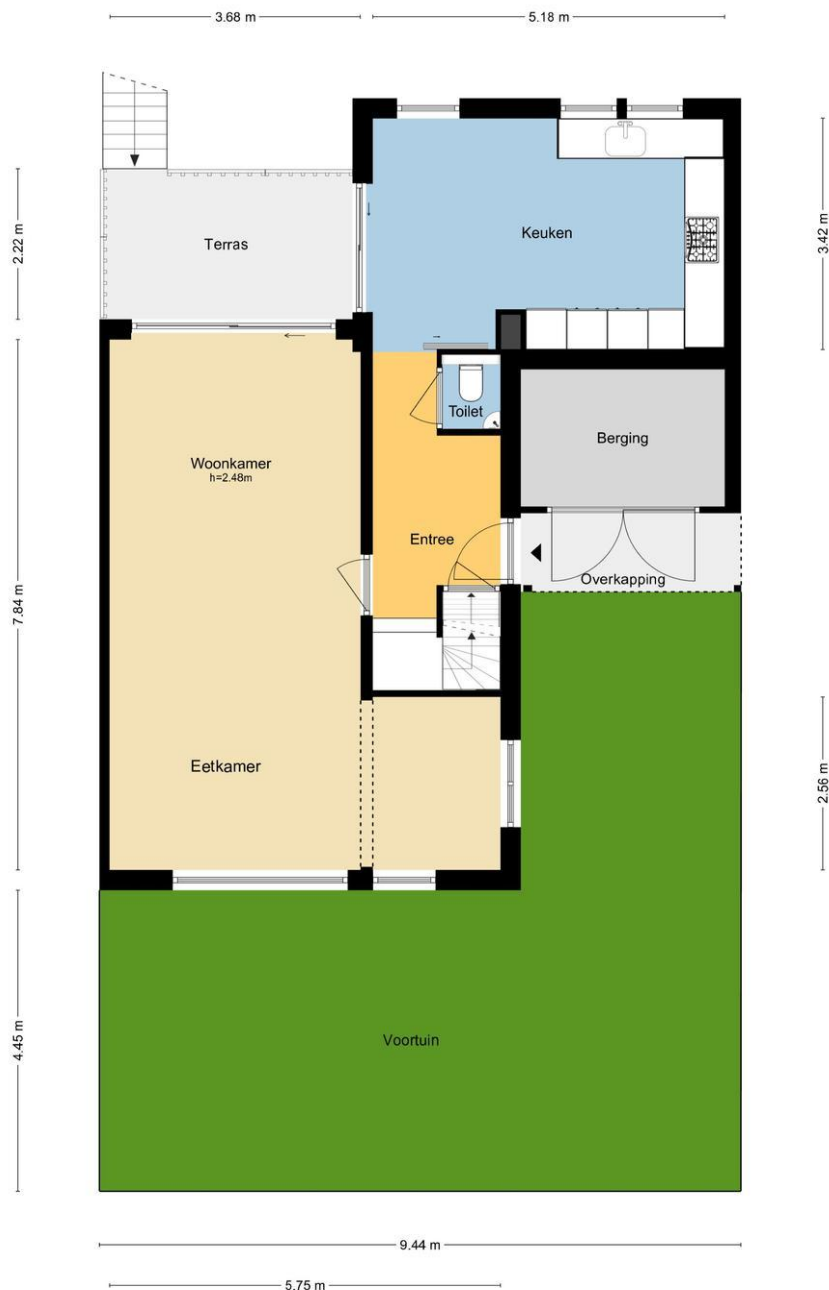 3.68 m
5.18 m
2.22 m
Terras
Keuken
3.42 m
Toilet
Berging
Woonkamer
h=2.48m
Entree
Overkapping
7.84 m
Eetkamer
2.56 m
Voortuin
4.45 m
9.44 m
5.75 m